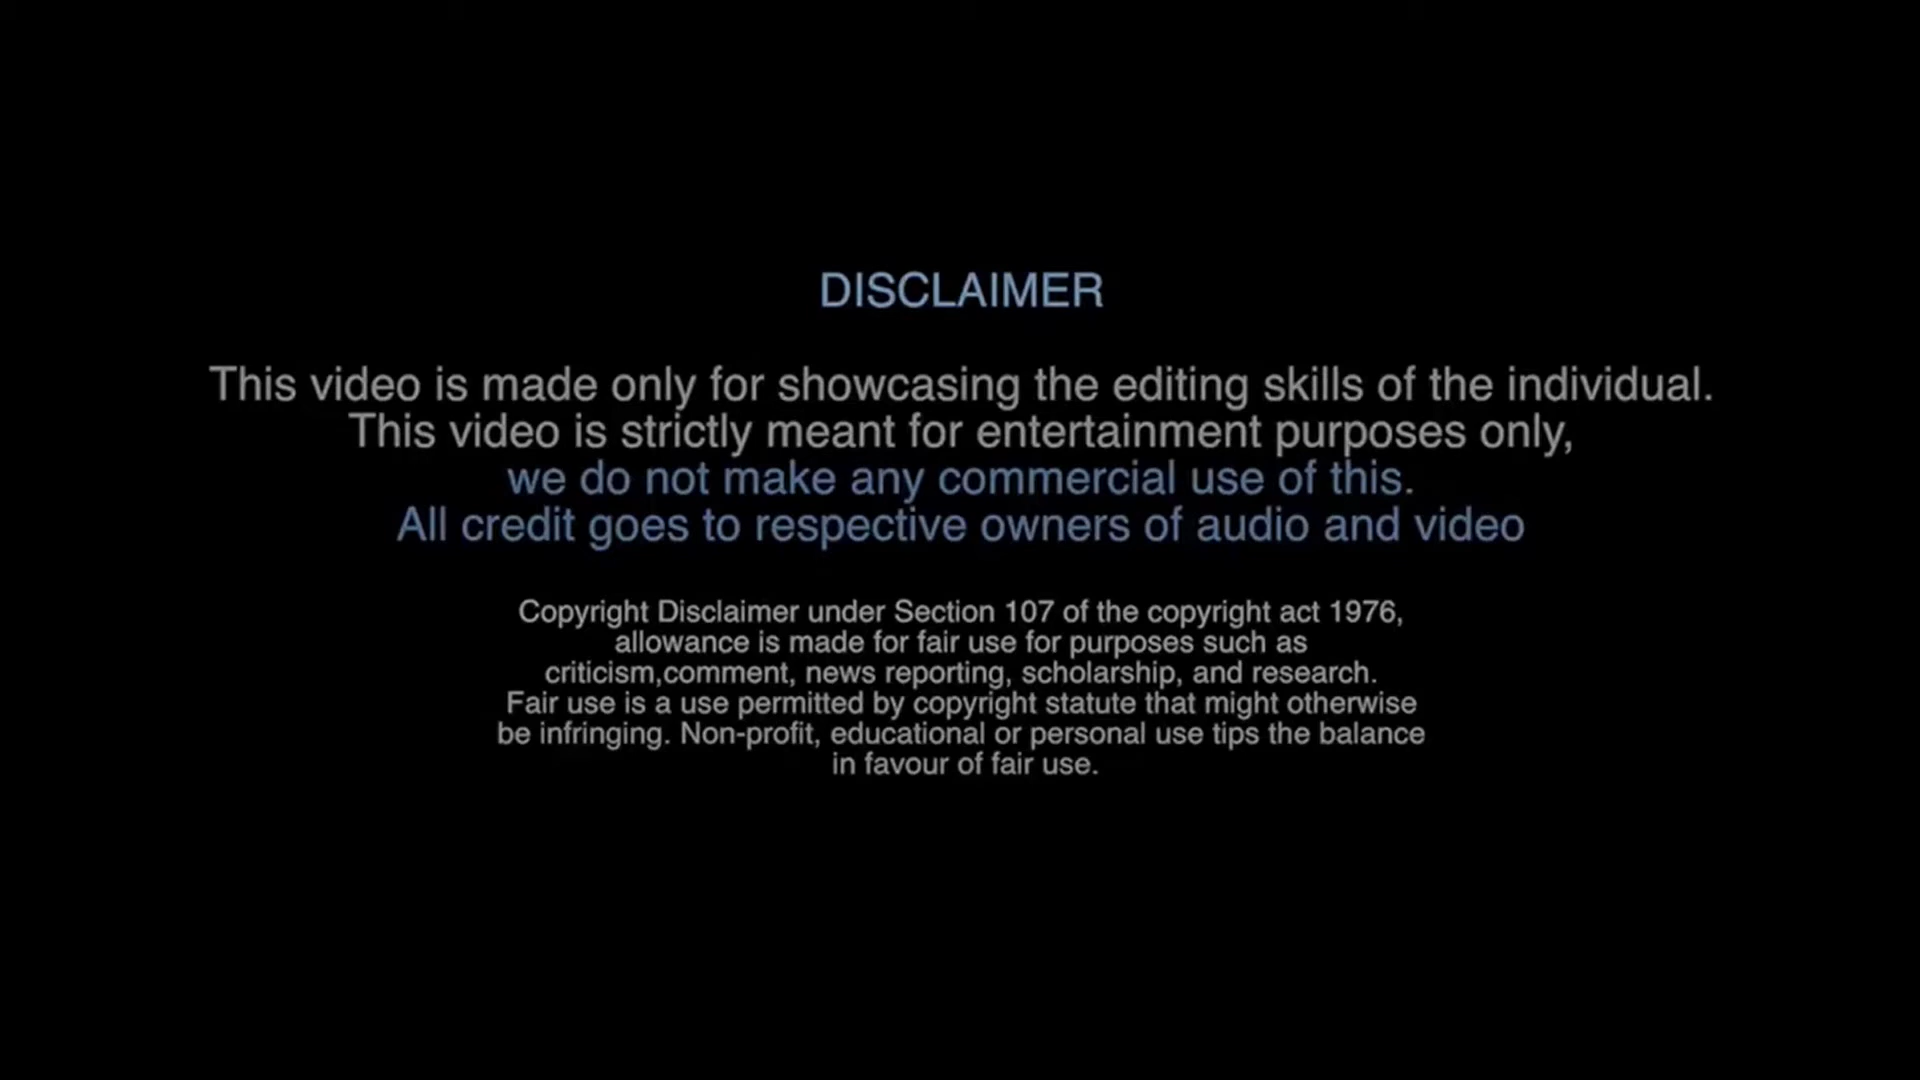 DISCLAIMER
This video is made only for showcasing the editing skills of the individual.
This video is strictly meant for entertainment purposes only,
we do not make any commercial use of this.
All credit goes to respective owners of audio and video
Copyright Disclaimer under Section 107 of the copyright act 1976,
allowance is made for fair use for purposes such as
criticism,comment, news reporting, scholarship, and research.
Fair use is a use permitted by copyright statute that might otherwise
be infringing. Non-profit, educational or personal use tips the balance
in favour of fair use.